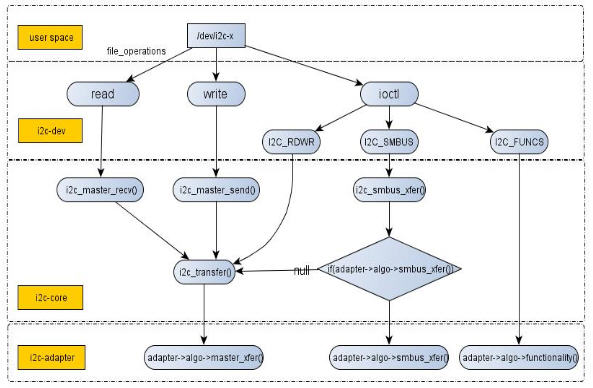 user space
/dev/i2c-x
file_operations
read
write
ioctl
i2c-dev
I2C_RDWR
I2C_SMBUS
I2C_FUNCS
i2c_master_recv()
i2c_master_send()
i2c_smbus_xfer()
i2c_transfer()
null
if(adapter->algo->smbus_xfer())
i2c-core
i2c-adapter
adapter->algo->master_xfer()
adapter->algo->smbus_xfer()
adapter->algo->functionality()